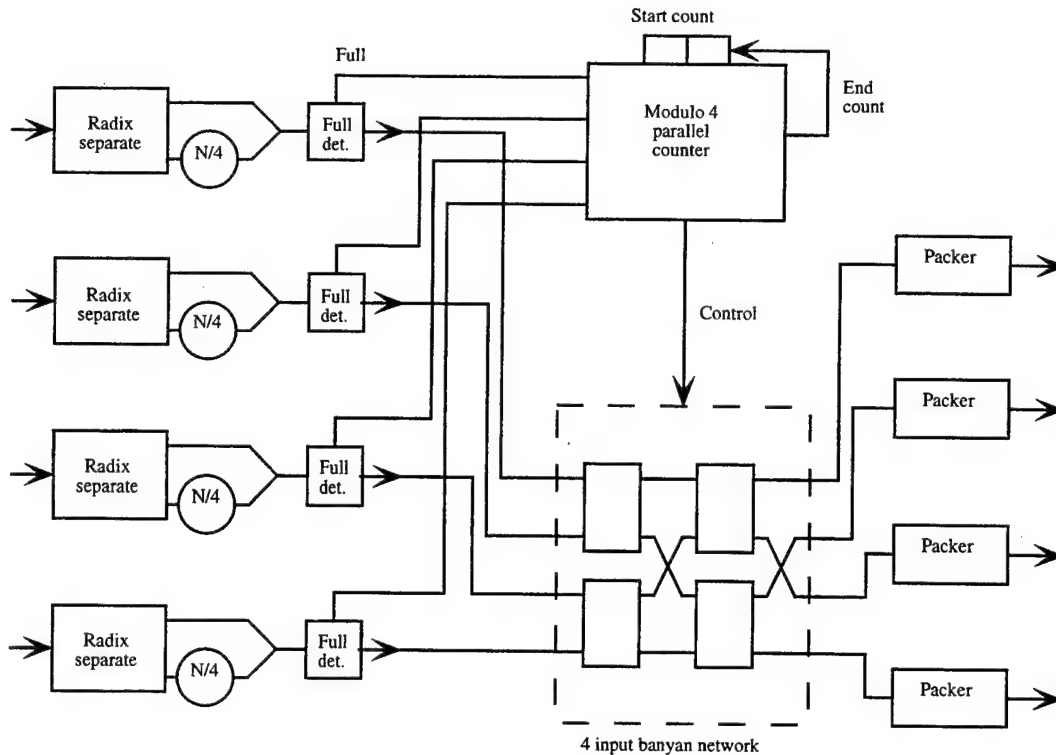 Start count
Full
End
count
Modulo 4
parallel
counter
Radix
separate
N/4
Full
det.
Radix
separate
N/4
Full
det.
Packer
Control
Packer
Radix
separate
N/4
Full
det.
Packer
Radix
separate
N/4
Full
det.
Packer
4 input banyan network